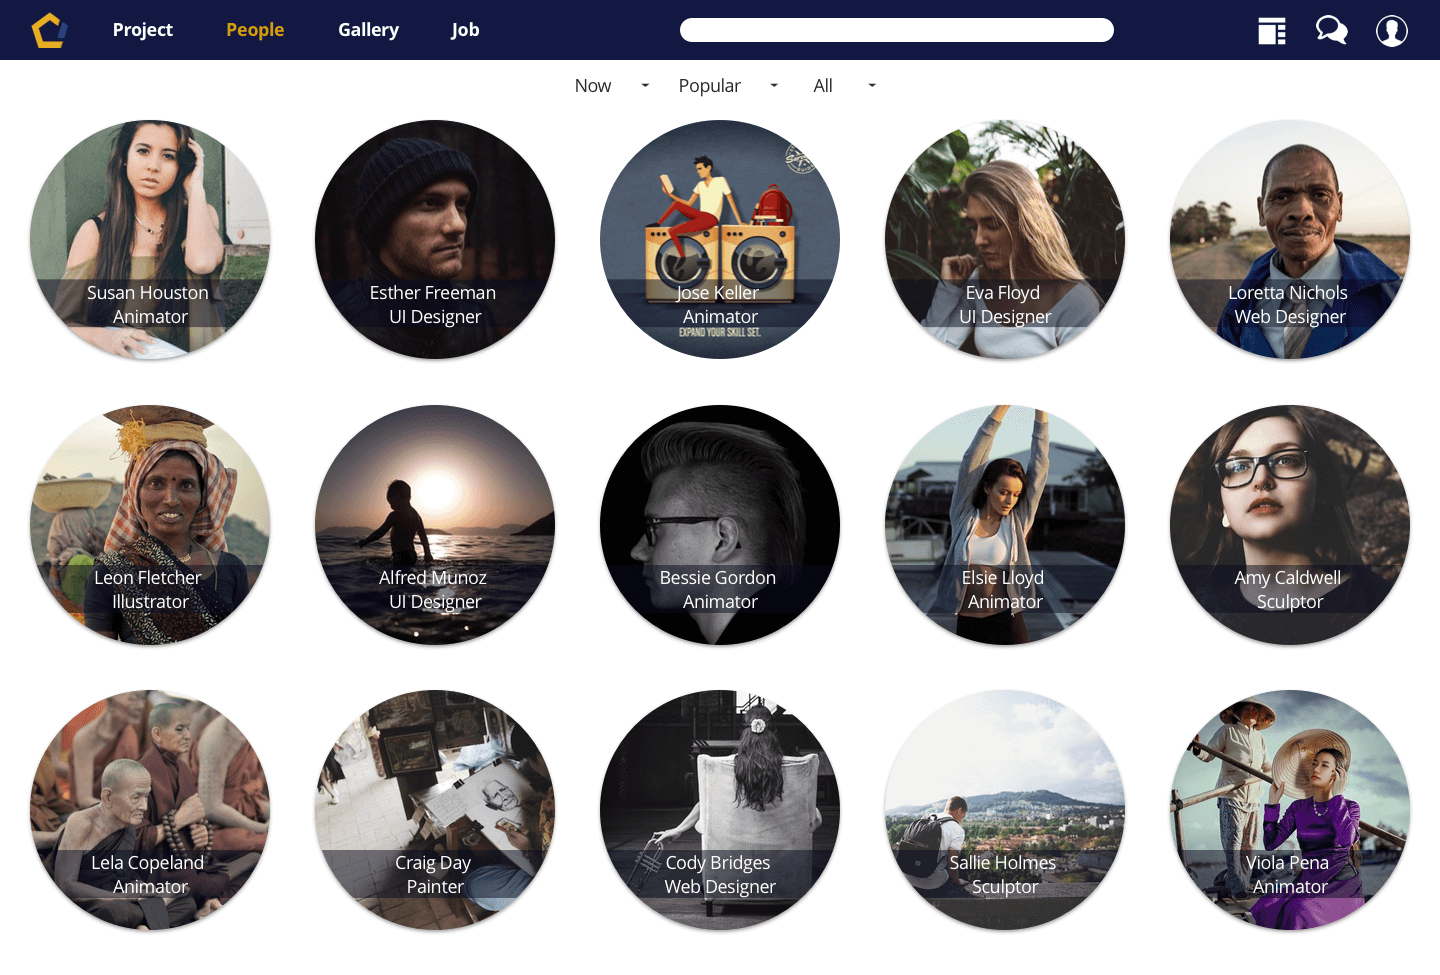 Project People Gallery Job
Now Popular All
Susan Houston
Animator
Esther Freeman
UI Designer
Jose Keller
Animator
EXPAND YOUR SKILL SET.
Eva Floyd
UI Designer
Loretta Nichols
Web Designer
Leon Fletcher
Illustrator
Alfred Munoz
UI Designer
Bessie Gordon
Animator
Elsie Lloyd
Animator
Amy Caldwell
Sculptor
Lela Copeland
Animator
Craig Day
Painter
Cody Bridges
Web Designer
Sallie Holmes
Sculptor
Viola Pena
Animator